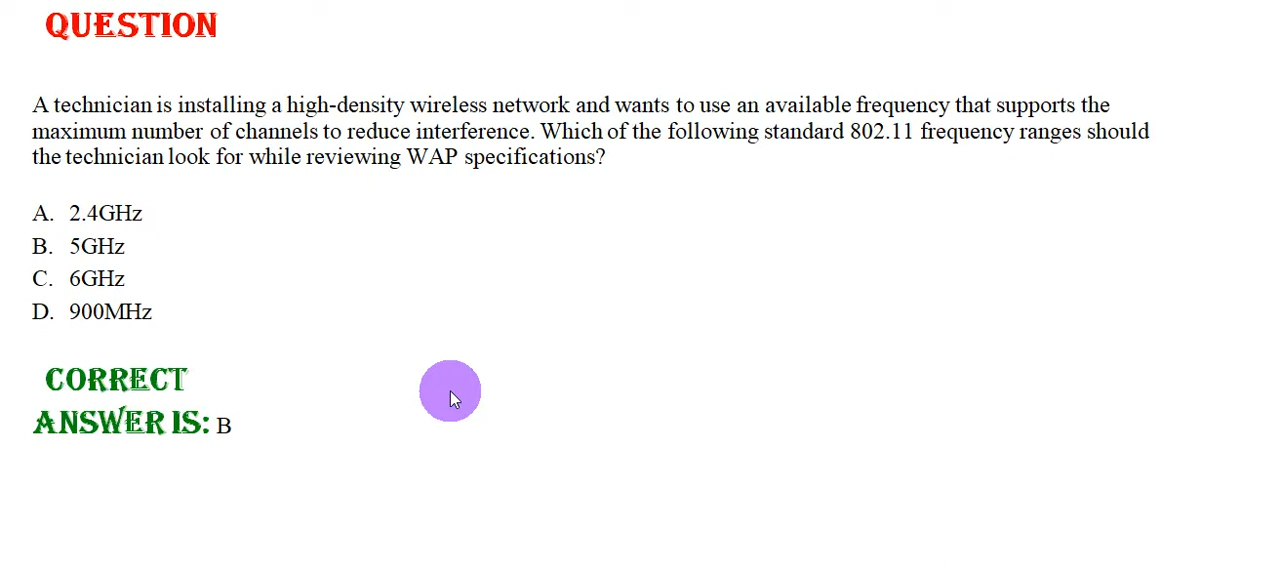 QUESTION
A technician is installing a high-density wireless network and wants to use an available frequency that supports the
maximum number of channels to reduce interference. Which of the following standard 802.11 frequency ranges should
the technician look for while reviewing WAP specifications?
A. 2.4GHz
B. 5GHz
C. 6GHz
D. 900MHz
CORRECT
ANSWER IS: B